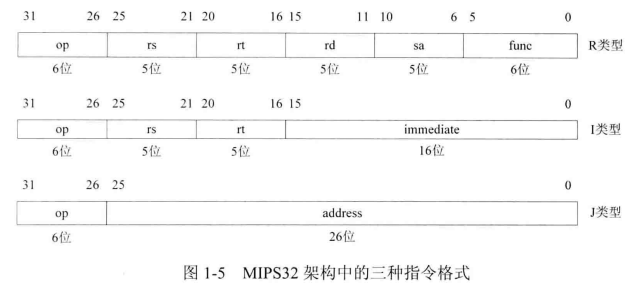 31 26 25 21 20 16 15 11 10 6 5 0
op rs rt rd sa func R类型
6位 5位 5位 5位 5位 6位
31 26 25 21 20 16 15 0
op rs rt immediate I类型
6位 5位 5位 16位
31 26 25 0
op address J类型
6位 26位
图 1-5 MIPS32 架构中的三种指令格式